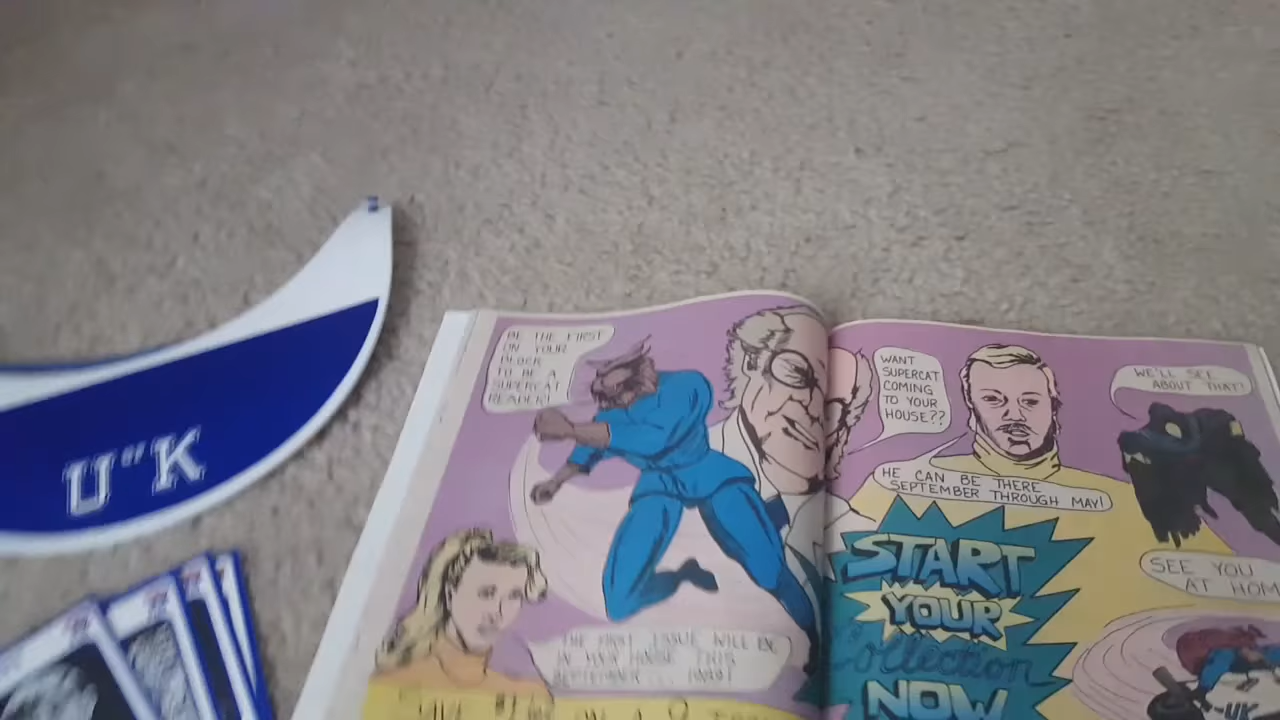 U"K
BE THE FIRST
ON YOUR
BLOCK
TO BE A
SUPERCAT
READER!
THE FIRST ISSUE WILL BE
IN YOUR HOUSE THIS
SEPTEMBER
WANT
SUPERCAT
COMING
TO YOUR
HOUSE??
HE CAN BE THERE
SEPTEMBER THROUGH MAY!
WE'LL SEE
ABOUT THAT!
START
YOUR
Collection
NOW
SEE YOU
AT HOM
UK